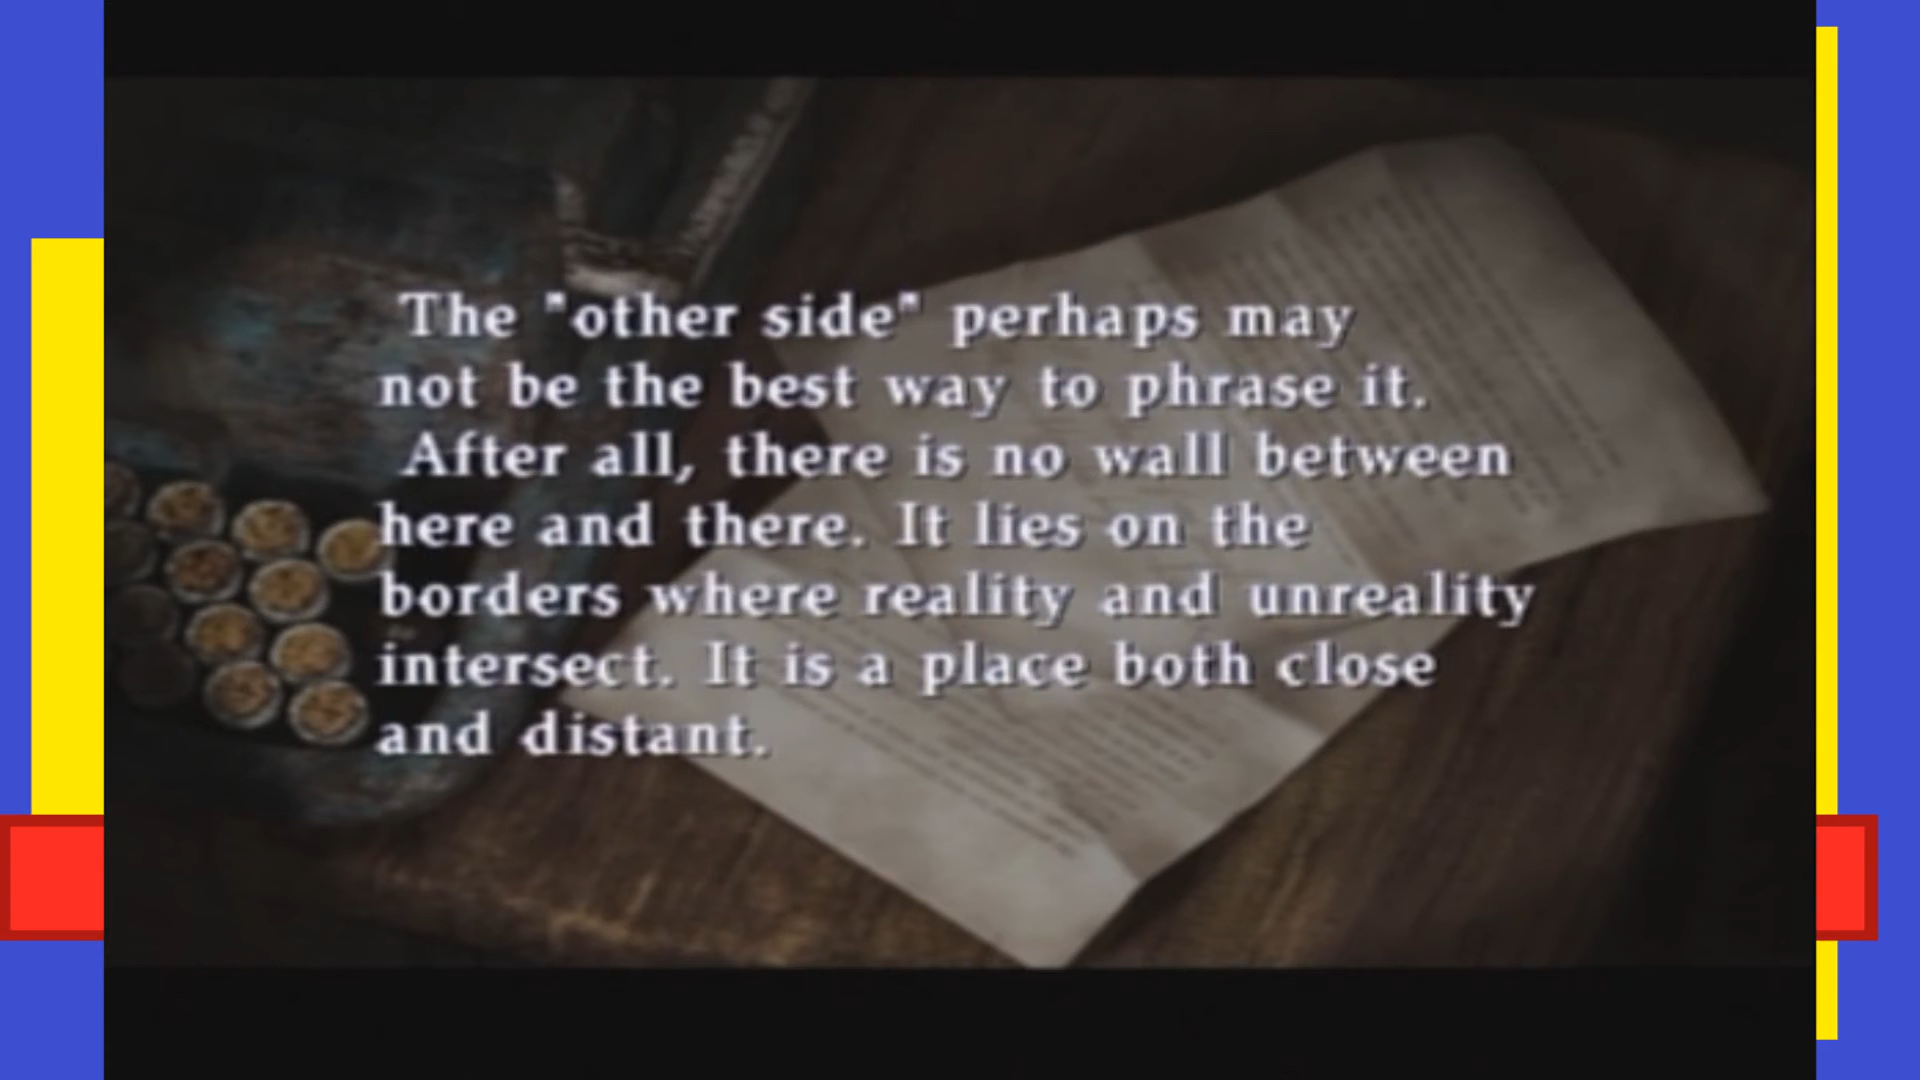 The "other side" perhaps may
not be the best way to phrase it.
After all, there is no wall between
here and there. It lies on the
borders where reality and unreality
intersect. It is a place both close
and distant.